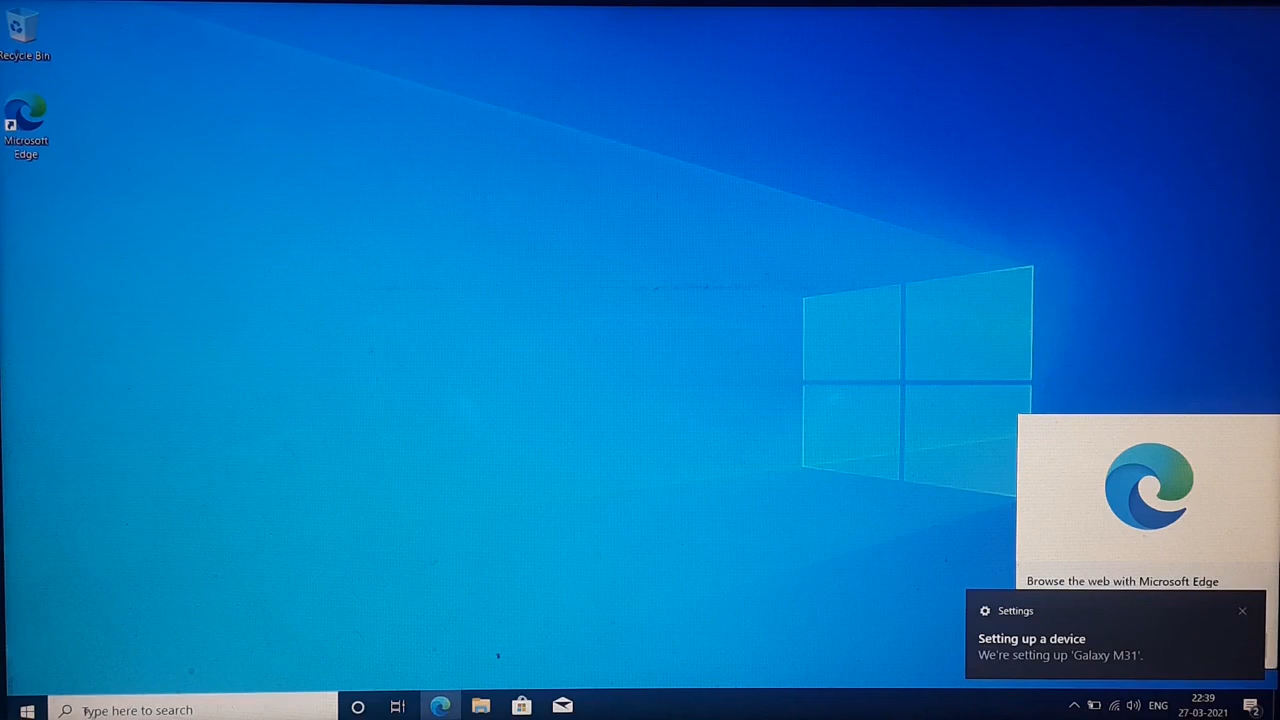 Recycle Bin
Microsoft
Edge
Browse the web with Microsoft Edge
Settings
Setting up a device
We're setting up 'Galaxy M31'.
Type here to search
ENG
22:39
27-03-2021
2